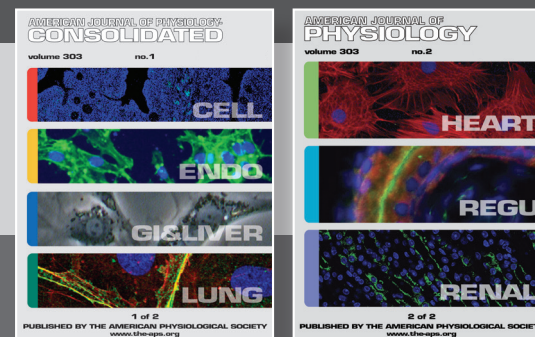 AMERICAN JOURNAL OF PHYSIOLOGY-
CONSOLIDATED
volume 303 no.1
CELL
ENDO
GI&LIVER
LUNG
1 of 2
PUBLISHED BY THE AMERICAN PHYSIOLOGICAL SOCIETY
www.the-aps.org
AMERICAN JOURNAL OF
PHYSIOLOGY
volume 303 no.2
HEART
REGU
RENAL
2 of 2
PUBLISHED BY THE AMERICAN PHYSIOLOGICAL SOCIET
www.the-aps.org